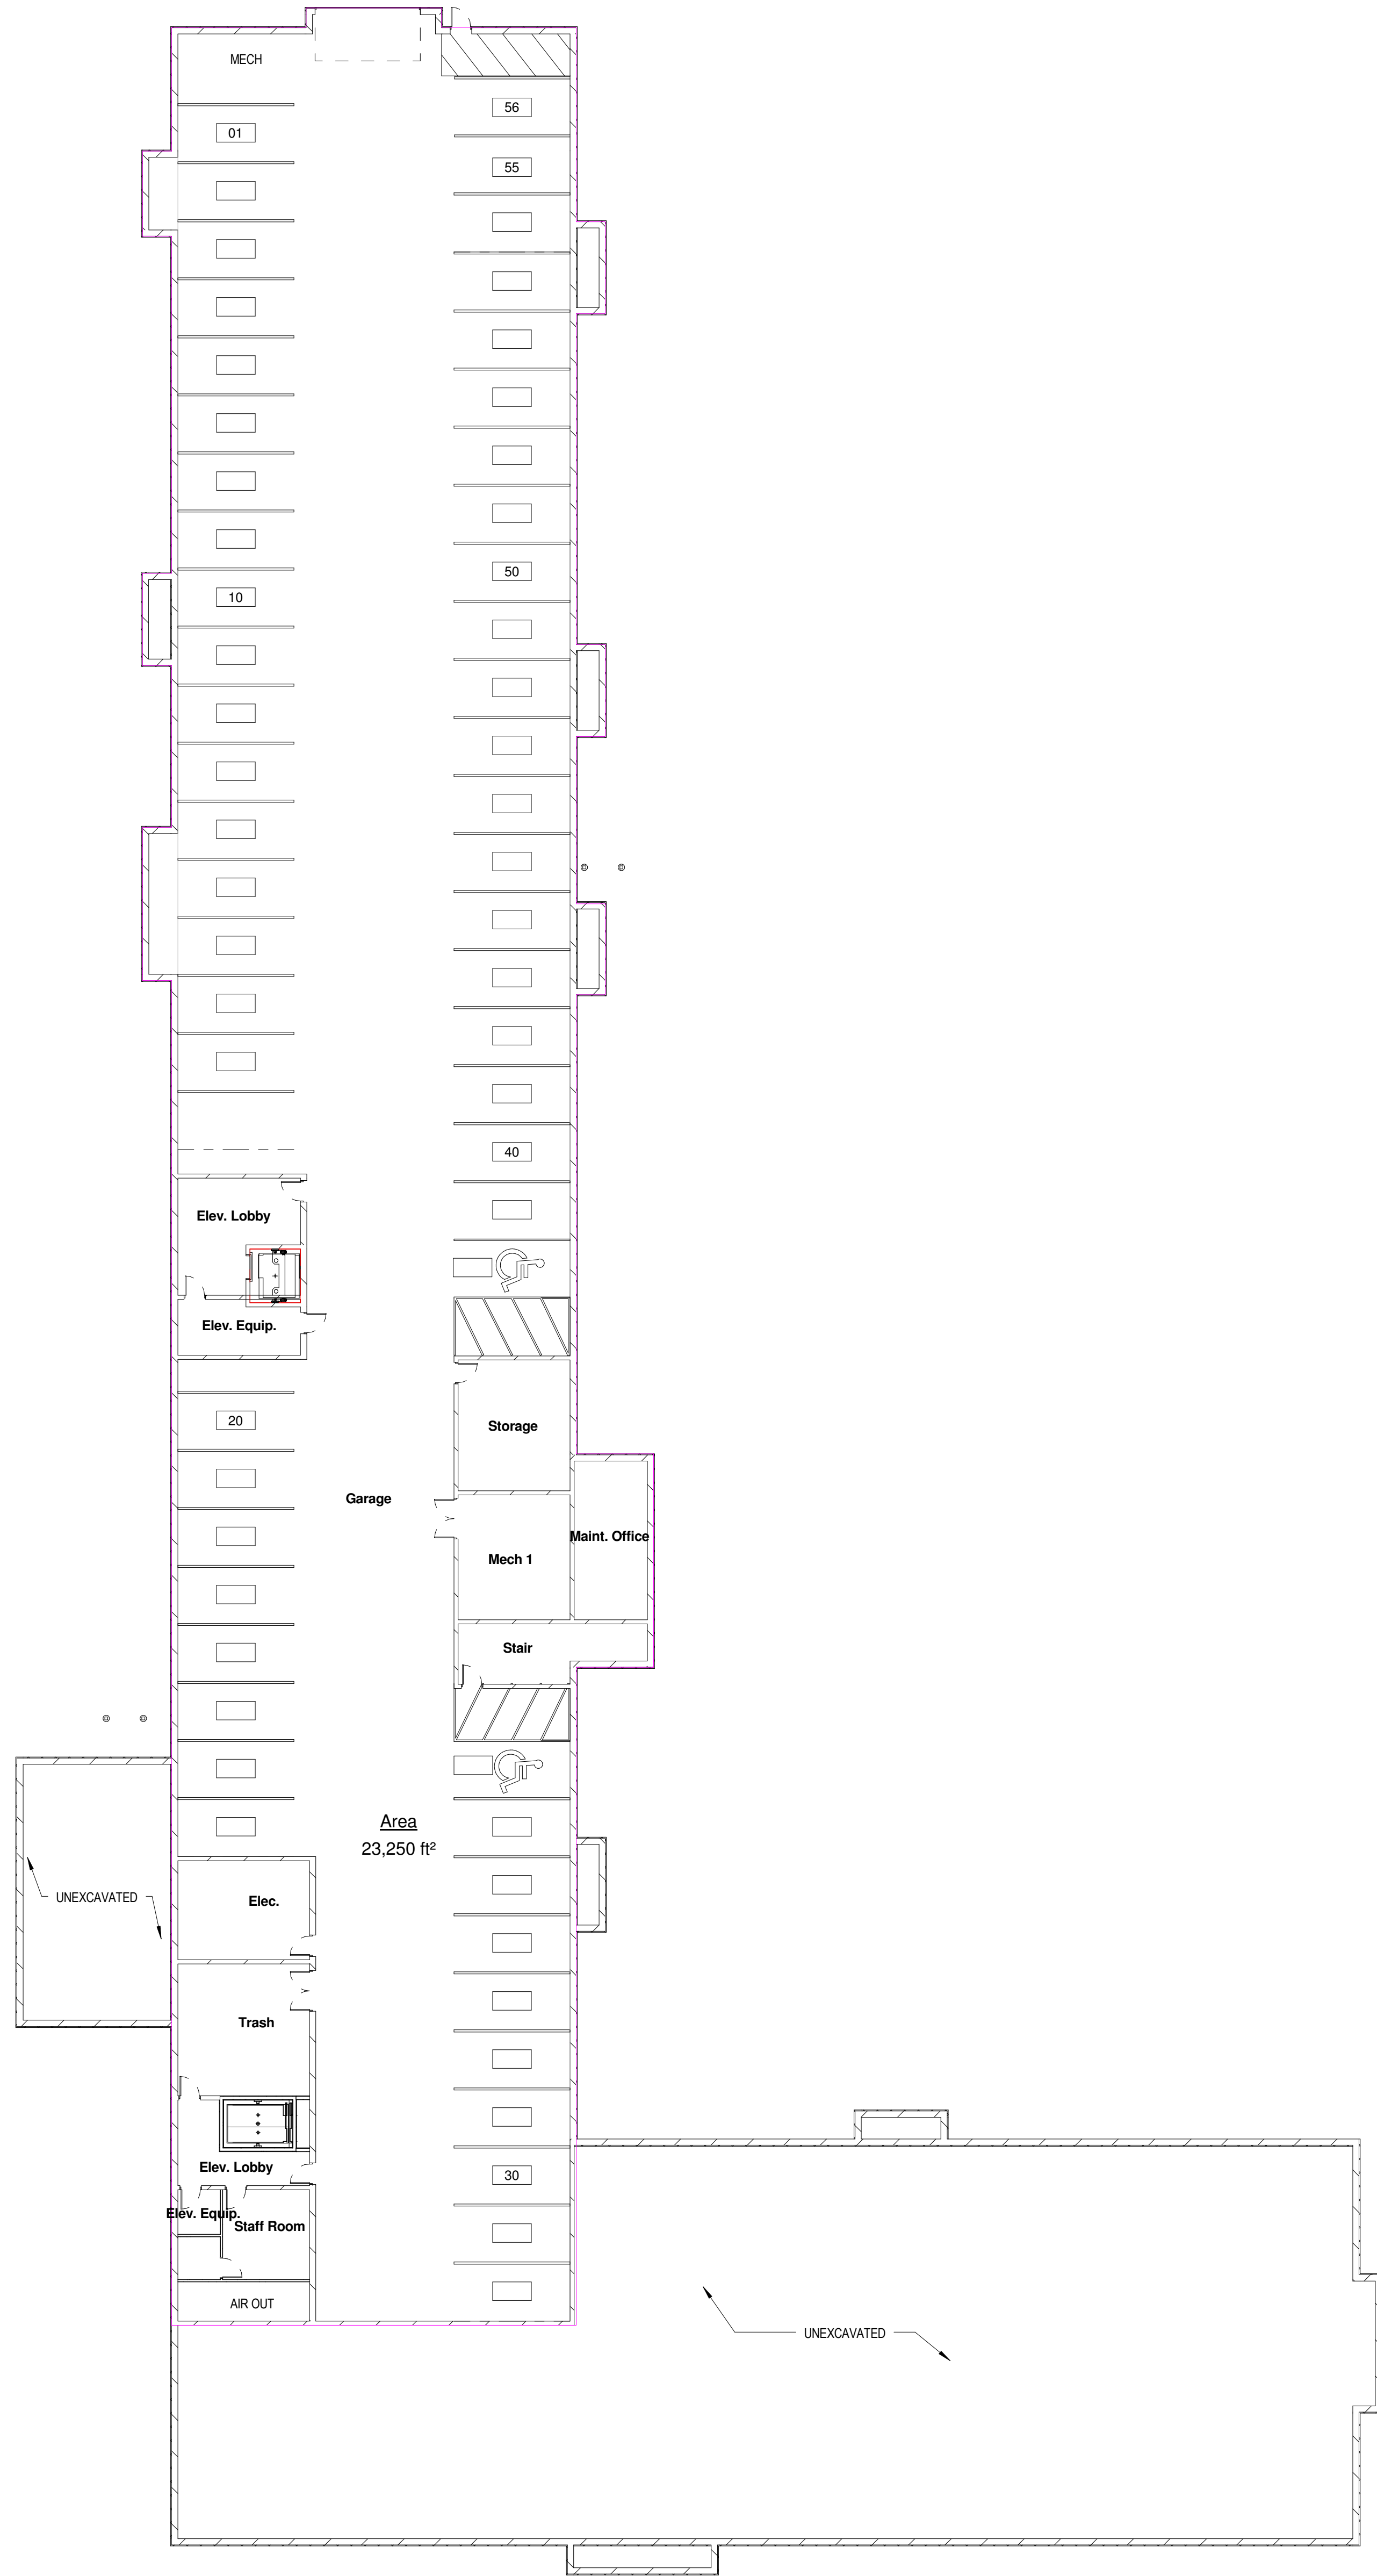 MECH
56
01
55
10
50
40
Elev. Lobby
Elev. Equip.
20
Storage
Garage
Maint. Office
Mech 1
Stair
Area
23,250 ft²
UNEXCAVATED
Elec.
Trash
Elev. Lobby
30
Elev. Equip.
Staff Room
AIR OUT
UNEXCAVATED